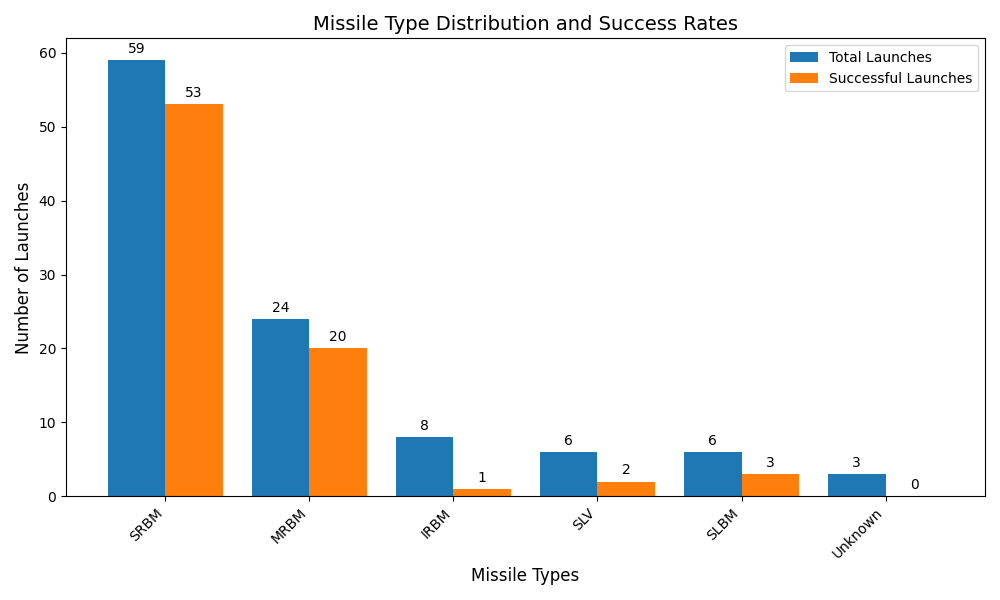 Missile Type Distribution and Success Rates
Total Launches
Successful Launches
Number of Launches
60
50
40
30
20
10
0
59
53
24
20
8
1
6
2
6
3
3
0
SRBM
MRBM
IRBM
SLV
SLBM
Unknown
Missile Types